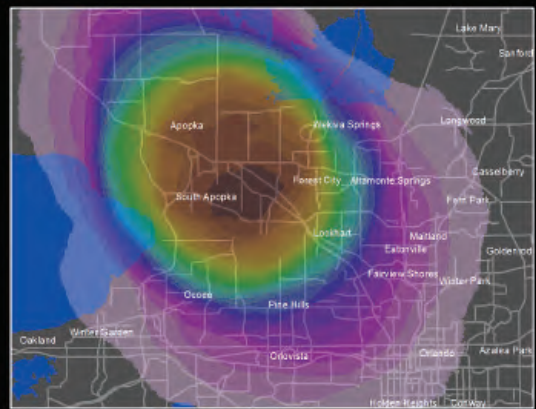 Lake Mary
Sanford
Apopka
Wekiva Springs
Longwood
Forest City
Altamonte Springs
Casselberry
South Apopka
Fern Park
Lockhart
Maitland
Eatonville
Goldenrod
Fairview Shores
Winter Park
Ocoee
Pine Hills
Winter Garden
Oakland
Orlovista
Orlando
Azalea Park
Holden Heights
Conway